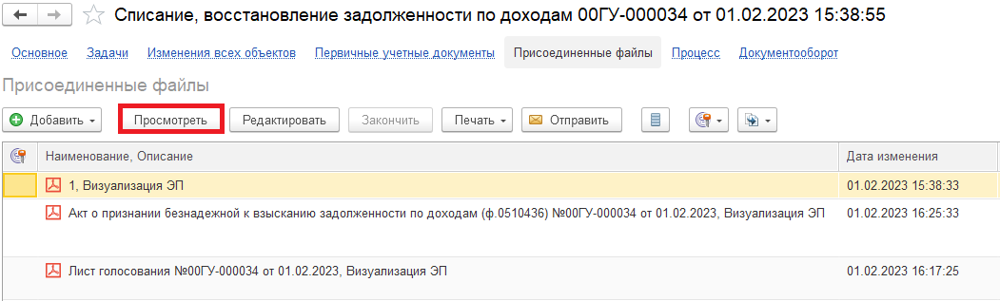 Списание, восстановление задолженности по доходам 00ГУ-000034 от 01.02.2023 15:38:55
Основное Задачи Изменения всех объектов Первичные учетные документы Присоединенные файлы Процесс Документооборот
Присоединенные файлы
Добавить Просмотреть Редактировать Закончить Печать Отправить
Наименование, Описание Дата изменения
1, Визуализация ЭП 01.02.2023 15:38:33
Акт о признании безнадежной к взысканию задолженности по доходам (ф.0510436) №00ГУ-000034 от 01.02.2023, Визуализация ЭП 01.02.2023 16:25:33
Лист голосования №00ГУ-000034 от 01.02.2023, Визуализация ЭП 01.02.2023 16:17:25